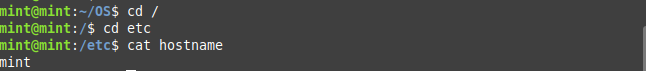 mint@mint:~/OS$ cd /
mint@mint:/$ cd etc
mint@mint:/etc$ cat hostname
mint